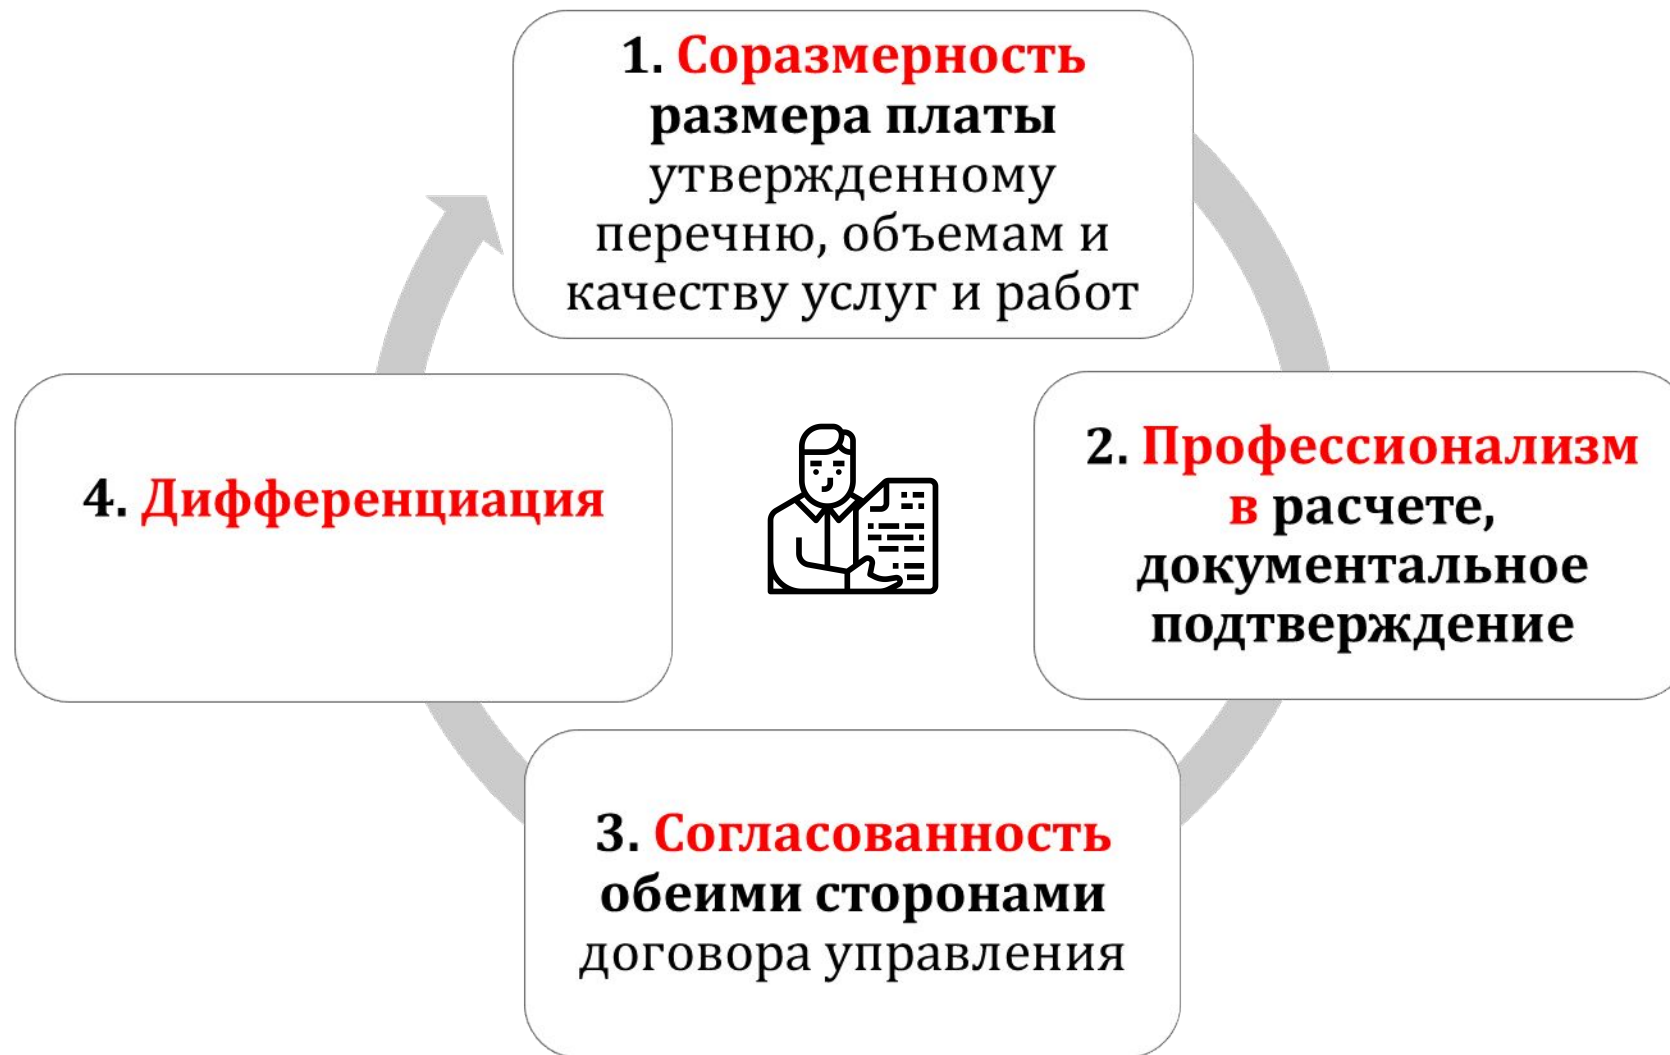 1. Соразмерность
размера платы
утвержденному
перечню, объемам и
качеству услуг и работ
2. Профессионализм
в расчете,
документальное
подтверждение
3. Согласованность
обеими сторонами
договора управления
4. Дифференциация